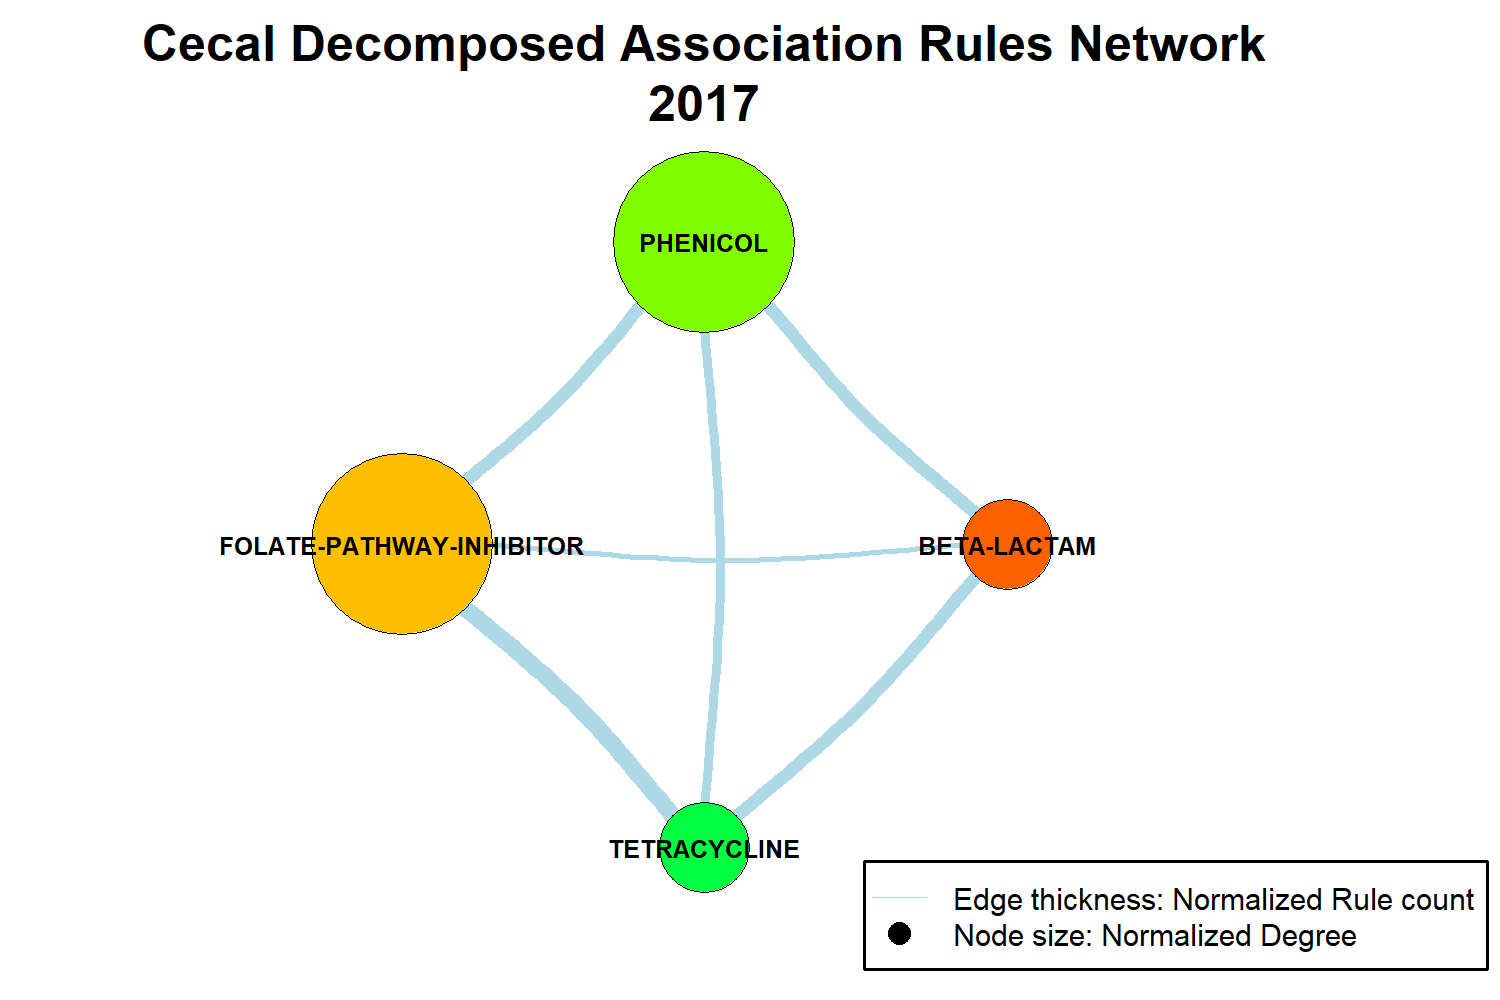 Cecal Decomposed Association Rules Network
2017
PHENICOL
FOLATE-PATHWAY-INHIBITOR
BETA-LACTAM
TETRACYCLINE
Edge thickness: Normalized Rule count
Node size: Normalized Degree